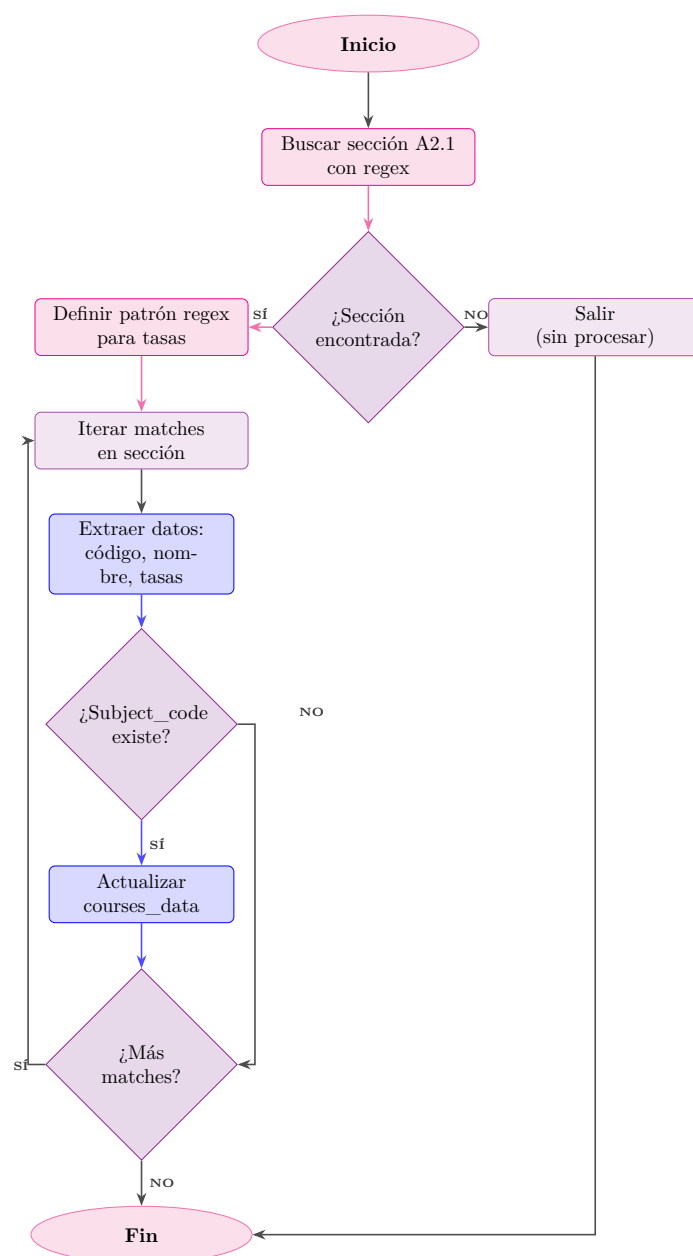 Inicio
Buscar sección A2.1
con regex
¿Sección
encontrada?
SÍ
NO
Definir patrón regex
para tasas
Salir
(sin procesar)
Iterar matches
en sección
Extraer datos:
código, nom-
bre, tasas
¿Subject_code
existe?
NO
SÍ
Actualizar
courses_data
¿Más
matches?
SÍ
NO
Fin